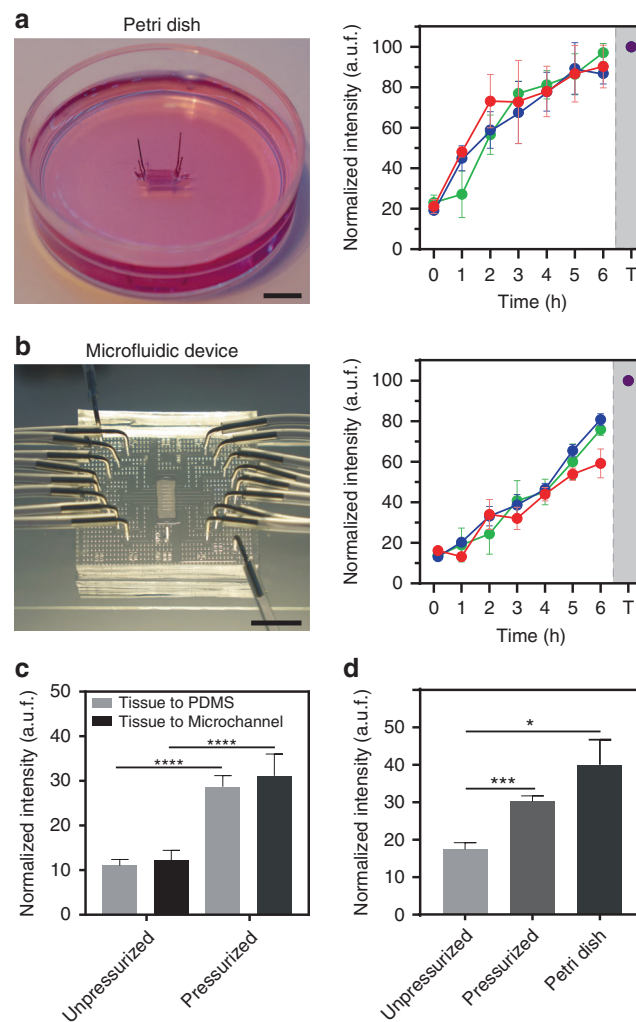 a
Petri dish
Normalized intensity (a.u.f.)
100
80
60
40
20
0
0 1 2 3 4 5 6 T
Time (h)
b
Microfluidic device
Normalized intensity (a.u.f.)
100
80
60
40
20
0
0 1 2 3 4 5 6 T
Time (h)
c
Normalized intensity (a.u.f.)
50
40
30
20
10
0
Tissue to PDMS
Tissue to Microchannel
****
****
Unpressurized
Pressurized
d
Normalized intensity (a.u.f.)
50
40
30
20
10
0
*
***
Unpressurized
Pressurized
Petri dish